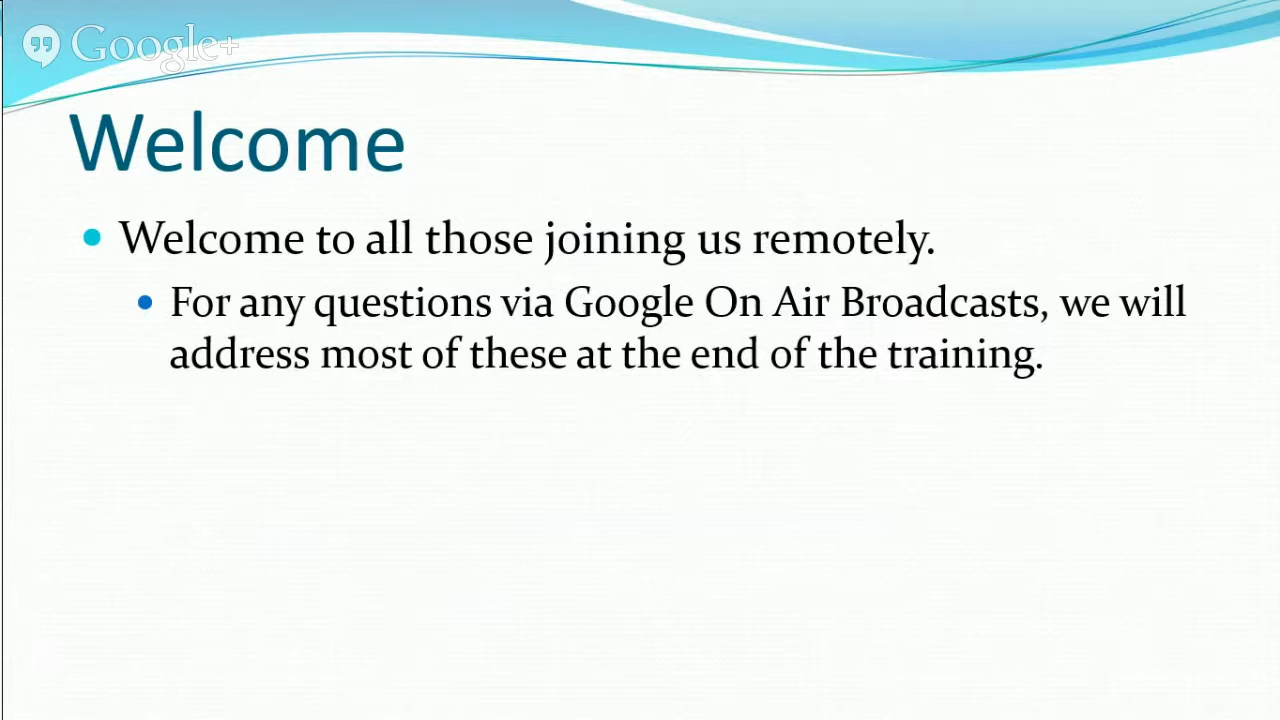 Google+
Welcome
Welcome to all those joining us remotely.
For any questions via Google On Air Broadcasts, we will
address most of these at the end of the training.